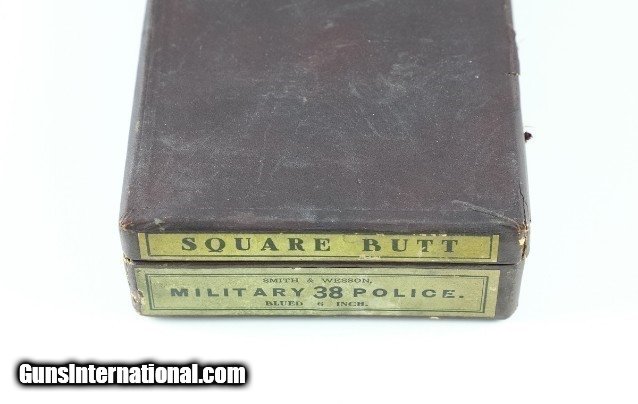 SQUARE BUTT
SMITH & WESSON,
MILITARY 38 POLICE.
BLUED 6 INCH.
GunsInternational.com